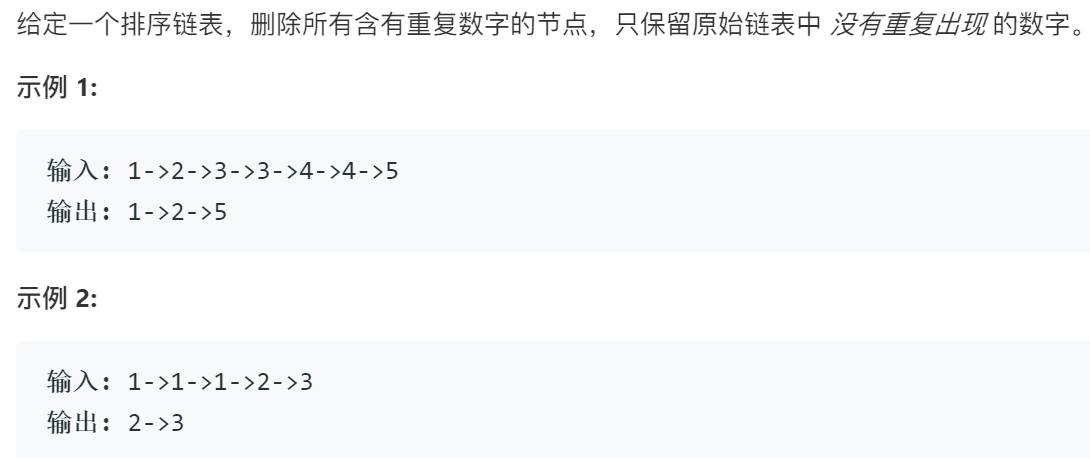 给定一个排序链表，删除所有含有重复数字的节点，只保留原始链表中 没有重复出现 的数字。
示例 1:
输入: 1->2->3->3->4->4->5
输出: 1->2->5
示例 2:
输入: 1->1->1->2->3
输出: 2->3